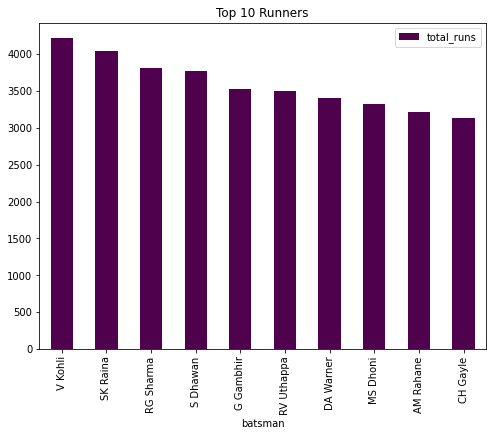 Top 10 Runners
total_runs
4000
3500
3000
2500
2000
1500
1000
500
0
V Kohli
SK Raina
RG Sharma
S Dhawan
G Gambhir
RV Uthappa
DA Warner
MS Dhoni
AM Rahane
CH Gayle
batsman